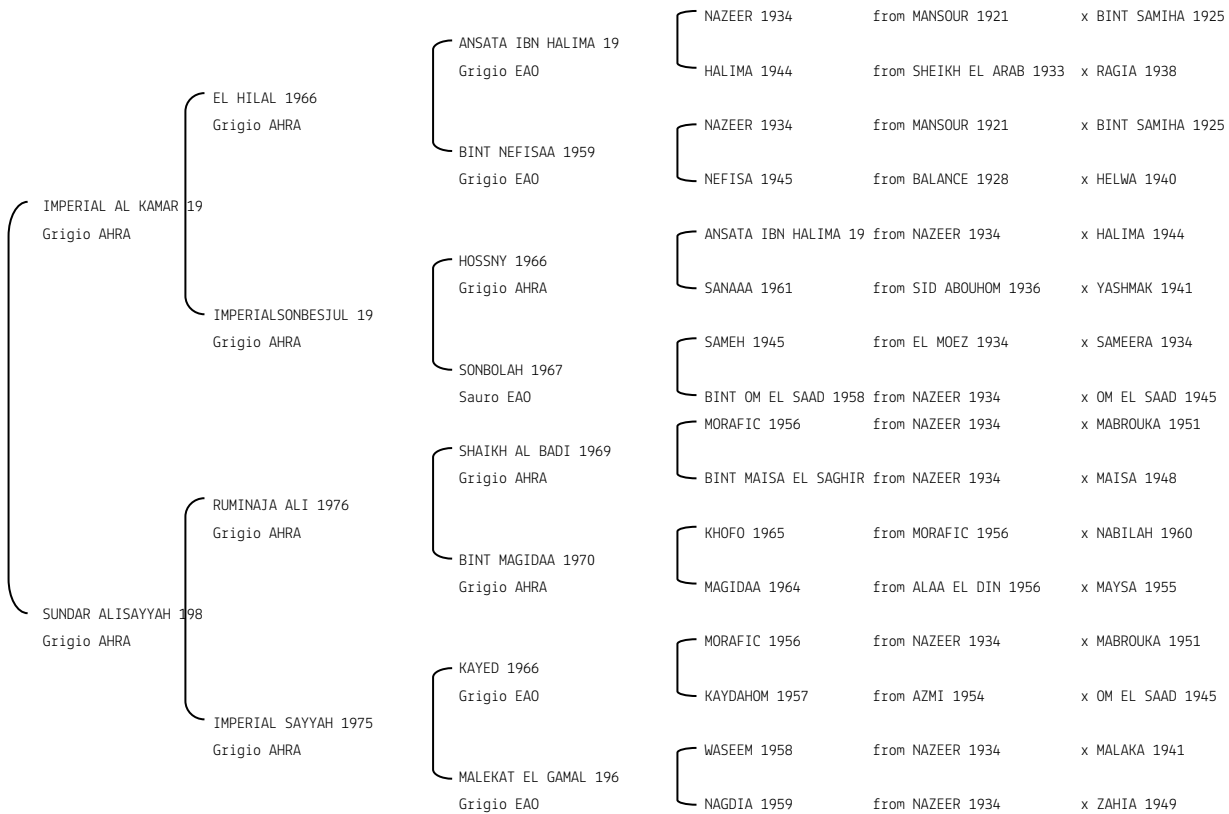 NAZEER 1934 from MANSOUR 1921 x BINT SAMIHA 1925
ANSATA IBN HALIMA 19
Grigio EAO
HALIMA 1944 from SHEIKH EL ARAB 1933 x RAGIA 1938
EL HILAL 1966
Grigio AHRA
NAZEER 1934 from MANSOUR 1921 x BINT SAMIHA 1925
BINT NEFISAA 1959
Grigio EAO
NEFISA 1945 from BALANCE 1928 x HELWA 1940
IMPERIAL AL KAMAR 19
Grigio AHRA
ANSATA IBN HALIMA 19 from NAZEER 1934 x HALIMA 1944
HOSSNY 1966
Grigio AHRA
SANAAA 1961 from SID ABOUHOM 1936 x YASHMAK 1941
IMPERIALSONBESJUL 19
Grigio AHRA
SAMEH 1945 from EL MOEZ 1934 x SAMEERA 1934
SONBOLAH 1967
Sauro EAO
BINT OM EL SAAD 1958 from NAZEER 1934 x OM EL SAAD 1945
MORAFIC 1956 from NAZEER 1934 x MABROUKA 1951
SHAIKH AL BADI 1969
Grigio AHRA
BINT MAISA EL SAGHIR from NAZEER 1934 x MAISA 1948
RUMINAJA ALI 1976
Grigio AHRA
KHOFO 1965 from MORAFIC 1956 x NABILAH 1960
BINT MAGIDAA 1970
Grigio AHRA
MAGIDAA 1964 from ALAA EL DIN 1956 x MAYSA 1955
SUNDAR ALISAYYAH 198
Grigio AHRA
MORAFIC 1956 from NAZEER 1934 x MABROUKA 1951
KAYED 1966
Grigio EAO
KAYDAHOM 1957 from AZMI 1954 x OM EL SAAD 1945
IMPERIAL SAYYAH 1975
Grigio AHRA
WASEEM 1958 from NAZEER 1934 x MALAKA 1941
MALEKAT EL GAMAL 196
Grigio EAO
NAGDIA 1959 from NAZEER 1934 x ZAHIA 1949